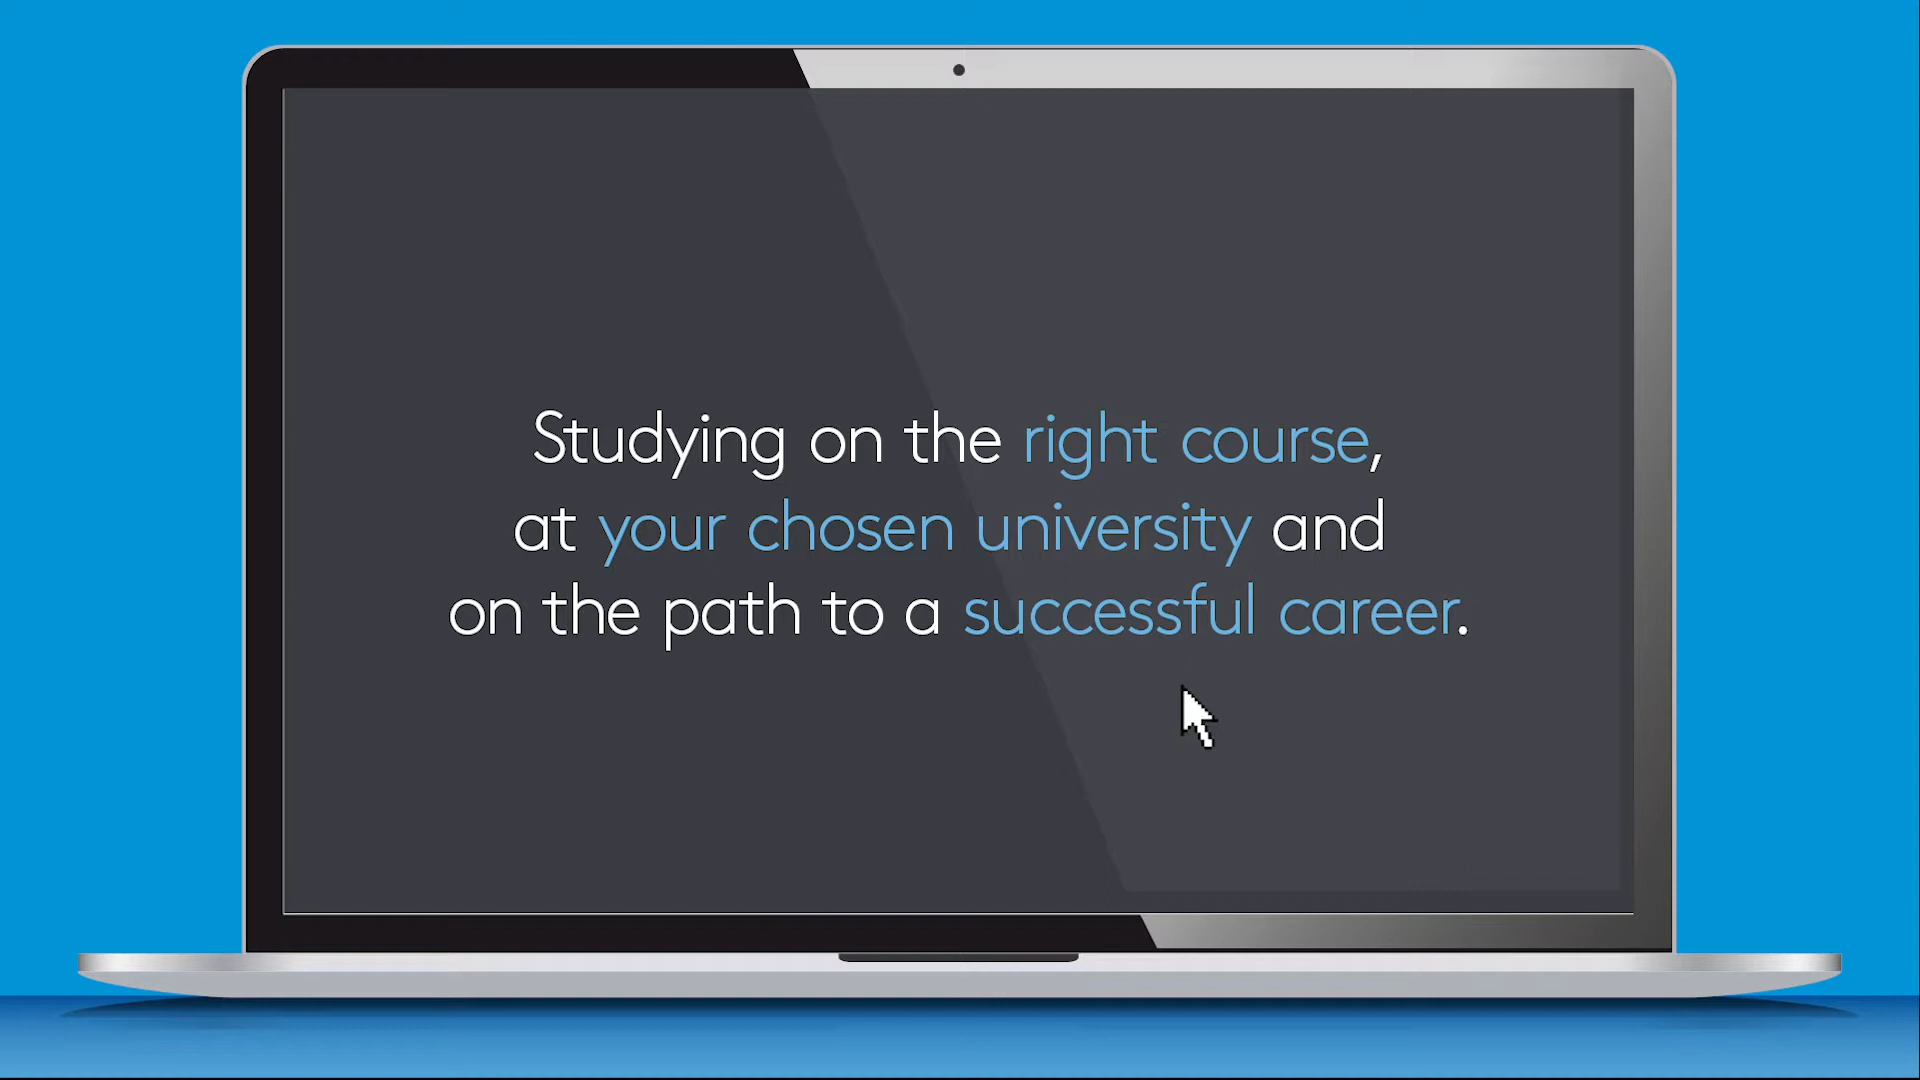 Studying on the right course,
at your chosen university and
on the path to a successful career.